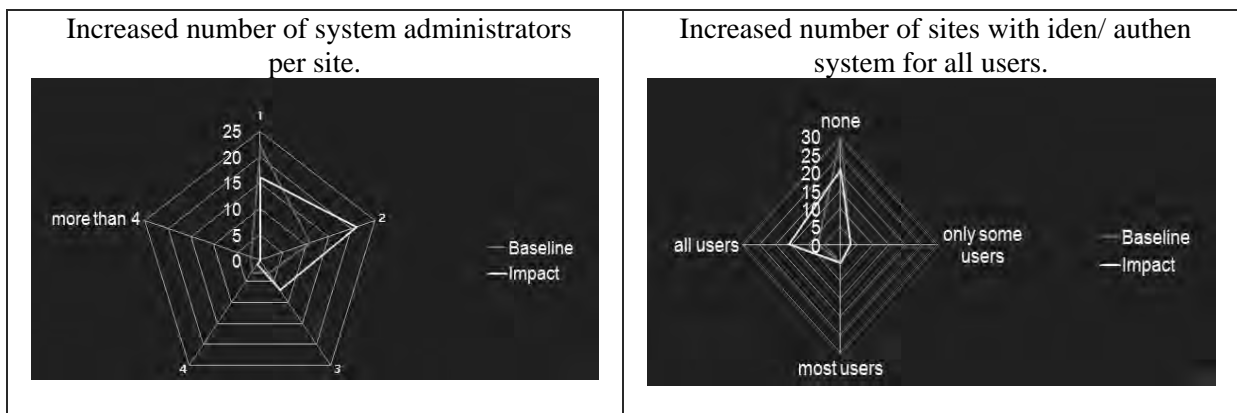 Increased number of system administrators
per site.
1
25
20
15
10
5
0
more than 4
2
4
3
Baseline
Impact
Increased number of sites with iden/ authen
system for all users.
none
30
25
20
15
10
5
0
all users
only some
users
most users
Baseline
Impact